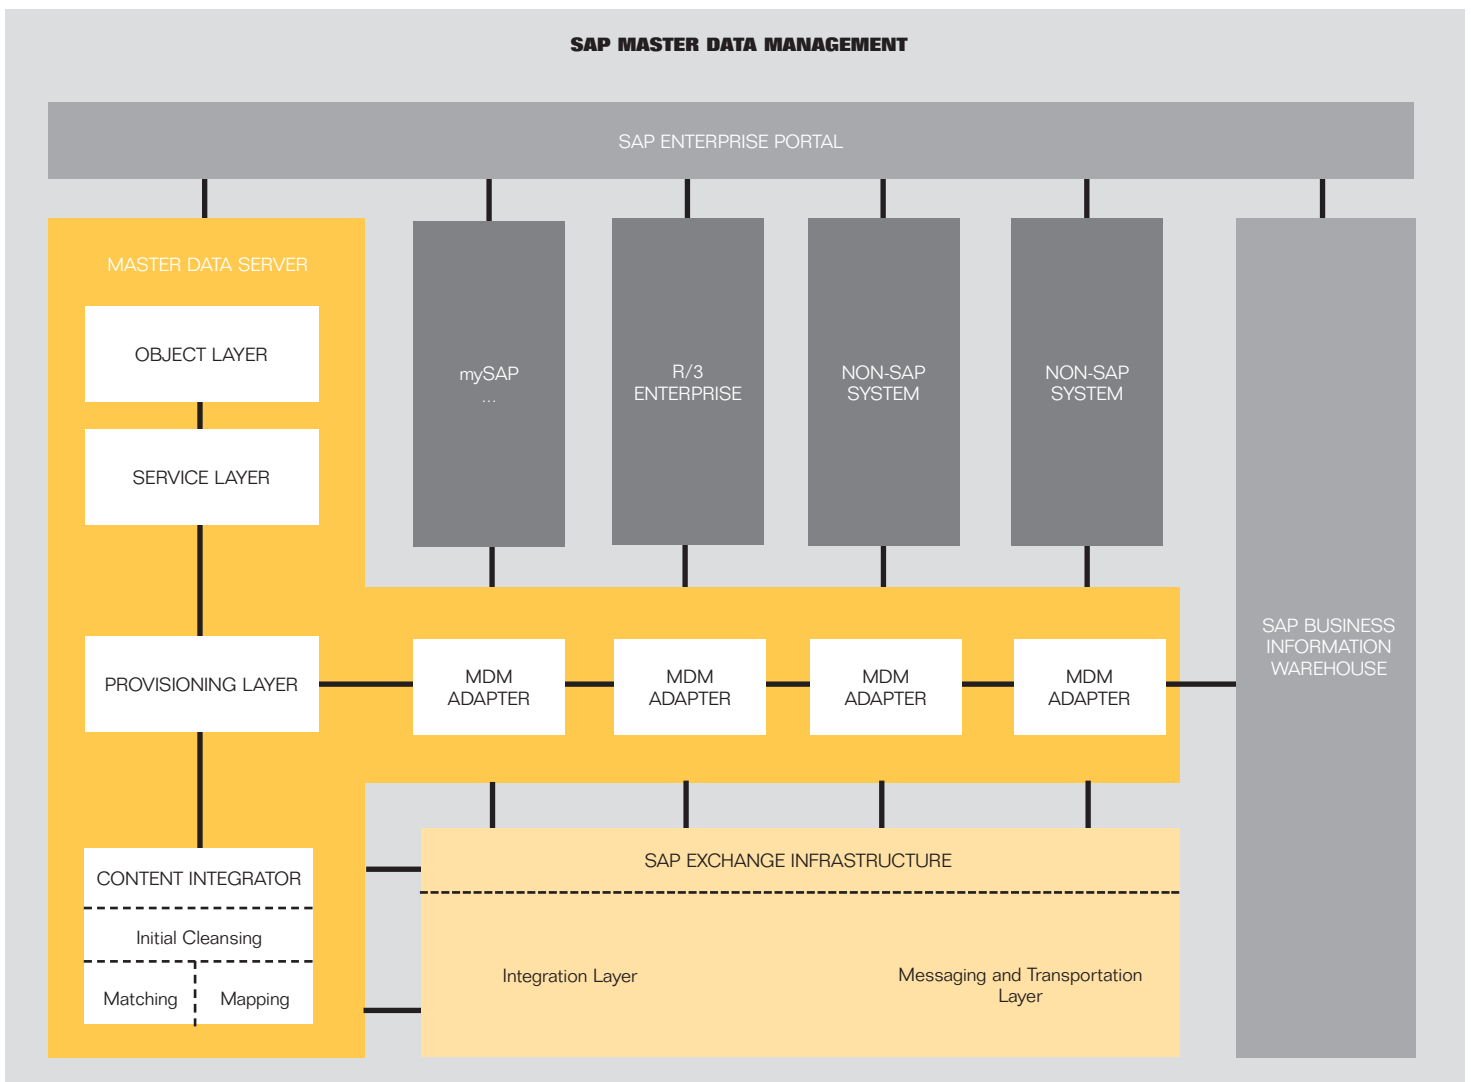 SAP MASTER DATA MANAGEMENT
SAP ENTERPRISE PORTAL
MASTER DATA SERVER
OBJECT LAYER
SERVICE LAYER
PROVISIONING LAYER
CONTENT INTEGRATOR
Initial Cleansing
Matching
Mapping
mySAP
...
R/3
ENTERPRISE
NON-SAP
SYSTEM
NON-SAP
SYSTEM
MDM
ADAPTER
MDM
ADAPTER
MDM
ADAPTER
MDM
ADAPTER
SAP EXCHANGE INFRASTRUCTURE
Integration Layer
Messaging and Transportation
Layer
SAP BUSINESS
INFORMATION
WAREHOUSE